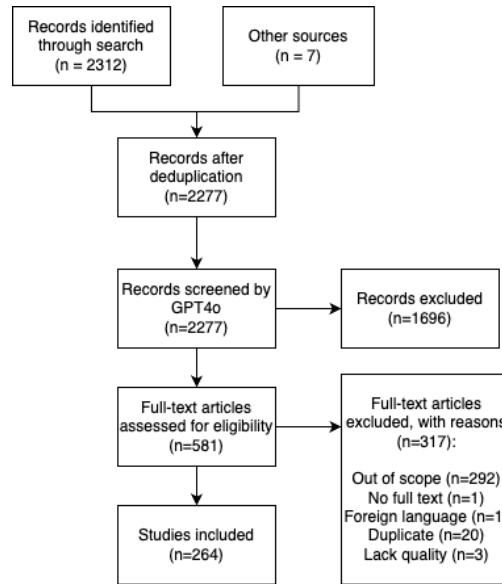 Records identified
through search
(n = 2312)
Other sources
(n = 7)
Records after
deduplication
(n=2277)
Records screened by
GPT4o
(n=2277)
Records excluded
(n=1696)
Full-text articles
assessed for eligibility
(n=581)
Full-text articles
excluded, with reasons
(n=317):
Out of scope (n=292)
No full text (n=1)
Foreign language (n=1
Duplicate (n=20)
Lack quality (n=3)
Studies included
(n=264)